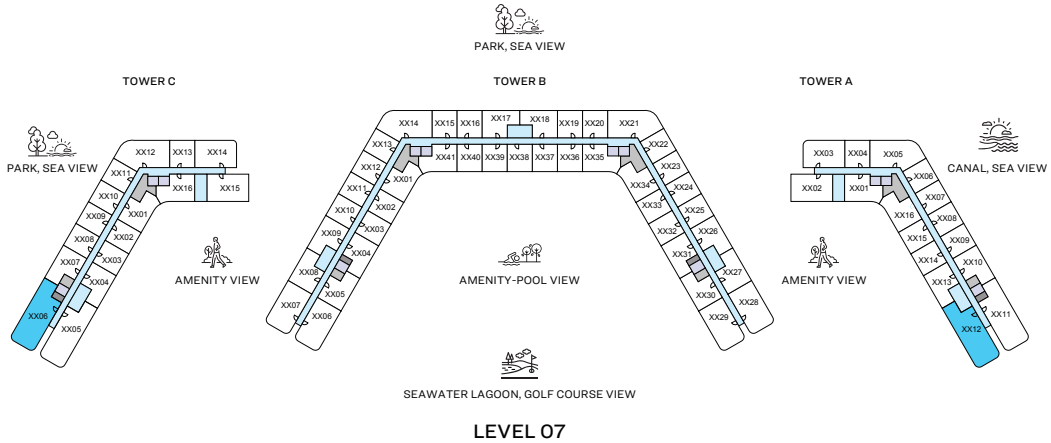 PARK, SEA VIEW
TOWER C
TOWER B
TOWER A
PARK, SEA VIEW
CANAL, SEA VIEW
XX12
XX13
XX14
XX11
XX16
XX15
XX10
XX01
XX09
XX02
XX08
XX03
XX07
XX04
XX06
XX05
AMENITY VIEW
XX14
XX15
XX16
XX17
XX18
XX19
XX20
XX21
XX13
XX41
XX40
XX39
XX38
XX37
XX36
XX35
XX22
XX12
XX01
XX34
XX23
XX11
XX02
XX33
XX24
XX10
XX03
XX32
XX25
XX09
XX04
XX31
XX26
XX08
XX05
XX30
XX27
XX07
XX06
XX29
XX28
AMENITY-POOL VIEW
XX03
XX04
XX05
XX02
XX01
XX06
XX16
XX07
XX15
XX08
XX14
XX09
XX13
XX10
XX12
XX11
AMENITY VIEW
SEAWATER LAGOON, GOLF COURSE VIEW
LEVEL 07